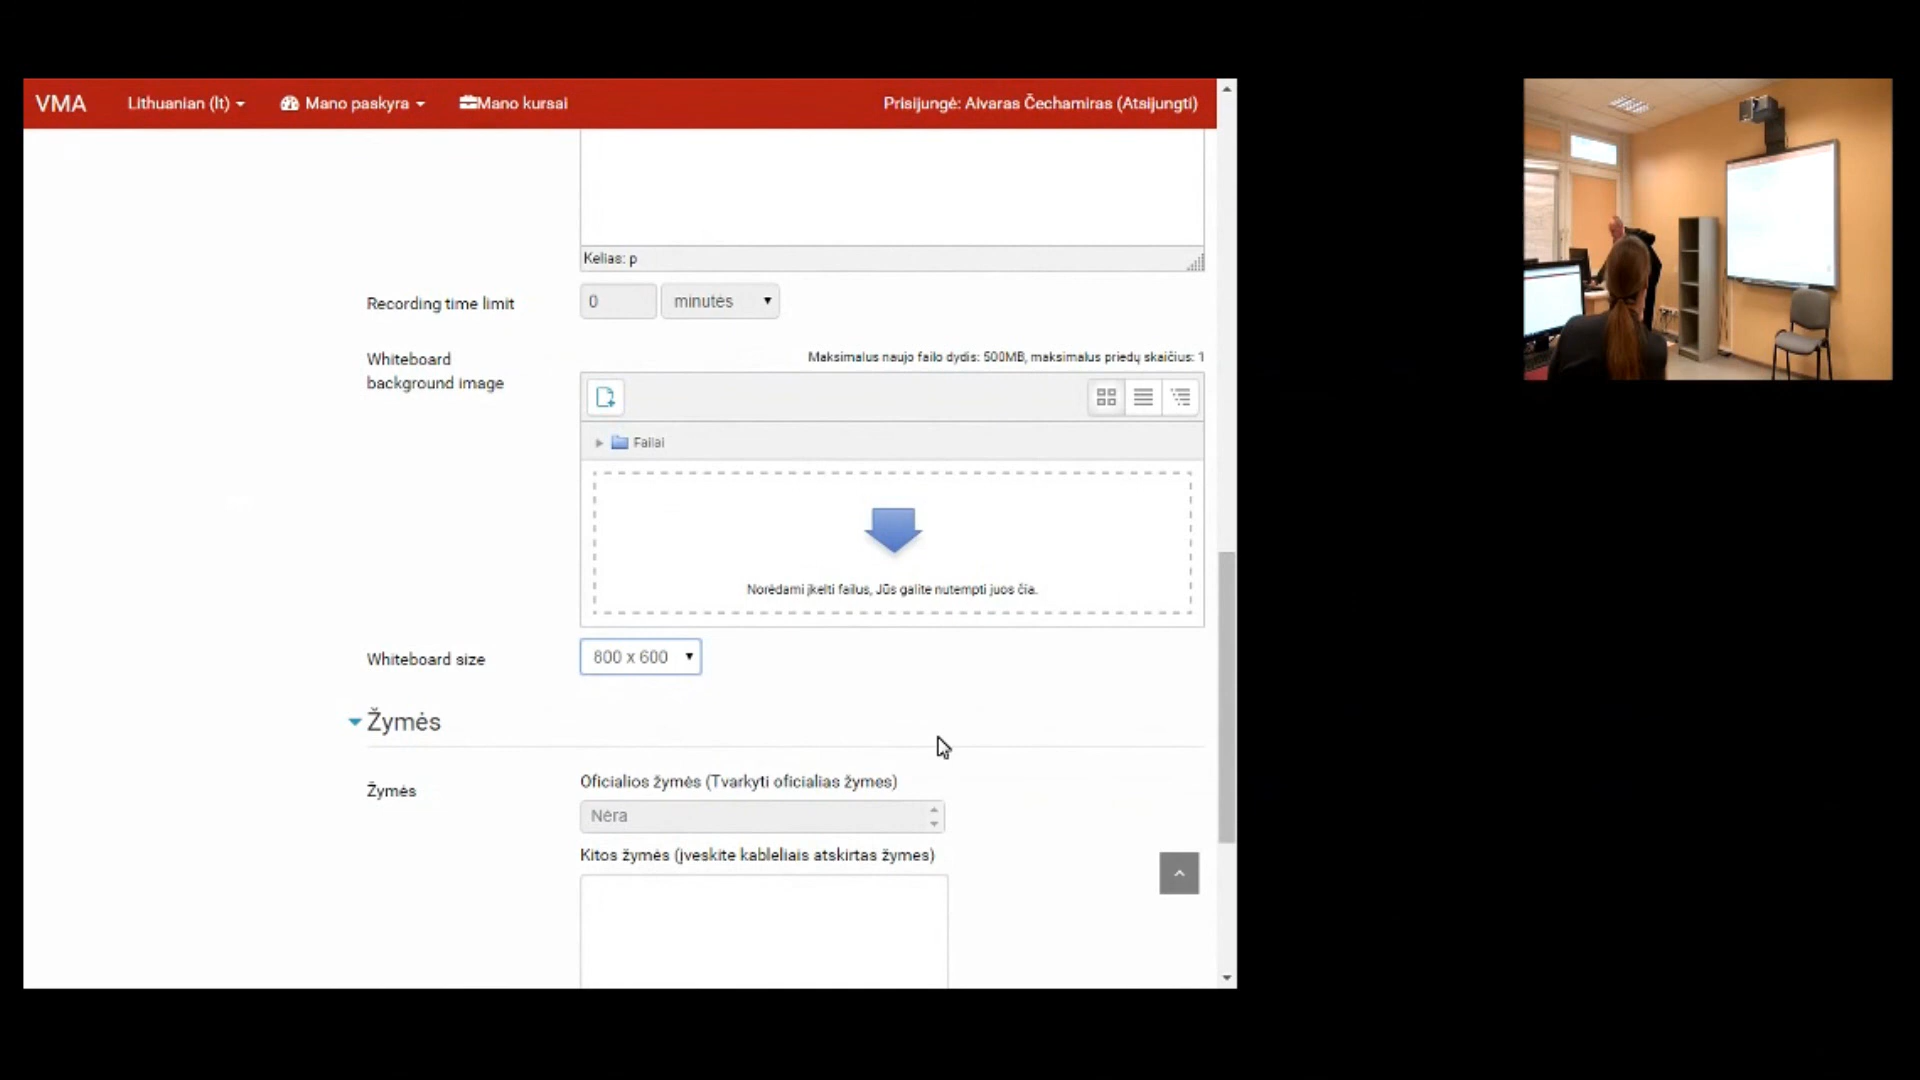 VMA
Lithuanian (lt)
Mano paskyra
Mano kursai
Prisijungė: Aivaras Čechamiras (Atsijungti)
Kelias: p
Recording time limit
0
minutės
Whiteboard
background image
Maksimalus naujo failo dydis: 500MB, maksimalus priedų skaičius: 1
Failai
Norėdami įkelti failus, Jūs galite nutempti juos čia.
Whiteboard size
800 x 600
Žymės
Žymės
Oficialios žymės (Tvarkyti oficialias žymes)
Nėra
Kitos žymės (įveskite kableliais atskirtas žymes)